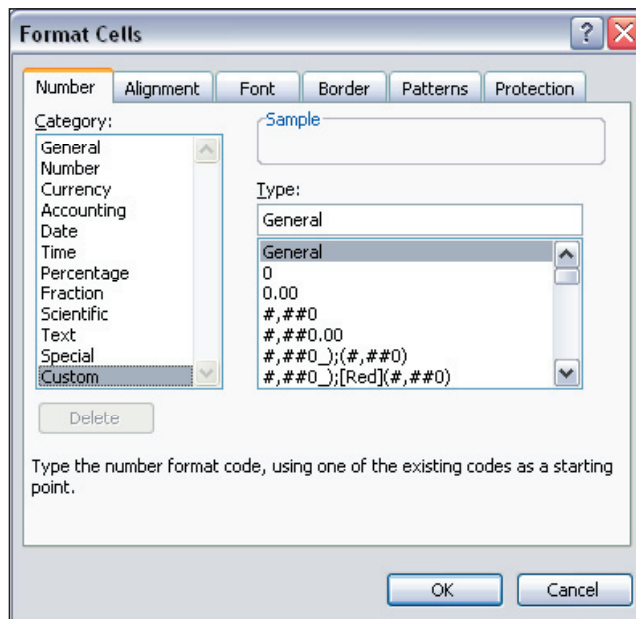 Format Cells
Number Alignment Font Border Patterns Protection
Category:
General
Number
Currency
Accounting
Date
Time
Percentage
Fraction
Scientific
Text
Special
Custom
Sample
Type:
General
General
0
0.00
#,##0
#,##0.00
#,##0_);(#,##0)
#,##0_);[Red](#,##0)
Delete
Type the number format code, using one of the existing codes as a starting
point.
OK Cancel